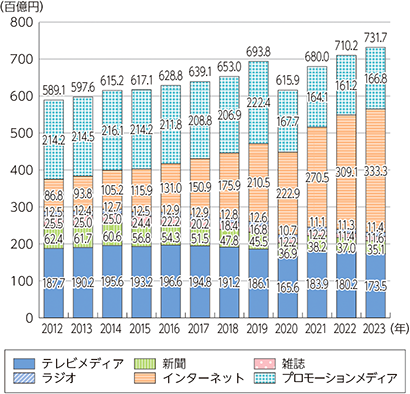 (百億円)
800
700
600
500
400
300
200
100
0
589.1 597.6 615.2 617.1 628.8 639.1 653.0 693.8 615.9 680.0 710.2 731.7
214.2 214.5 216.1 214.2 211.8 208.8 206.9 222.4 167.7 164.1 161.2 166.8
86.8 93.8 105.2 115.9 131.0 150.9 175.9 210.5 222.9 270.5 309.1 333.3
12.5 12.4 12.7 12.5 12.9 12.9 12.8 12.6 10.7 11.1 11.3 11.4
25.5 25.0 25.0 24.4 22.2 20.2 18.4 16.8 12.2 12.2 11.4 11.6
62.4 61.7 60.6 56.8 54.3 51.5 47.8 45.5 36.9 38.2 37.0 35.1
187.7 190.2 195.6 193.2 196.6 194.8 191.2 186.1 165.6 183.9 180.2 173.5
2012 2013 2014 2015 2016 2017 2018 2019 2020 2021 2022 2023 (年)
テレビメディア 新聞 雑誌
ラジオ インターネット プロモーションメディア